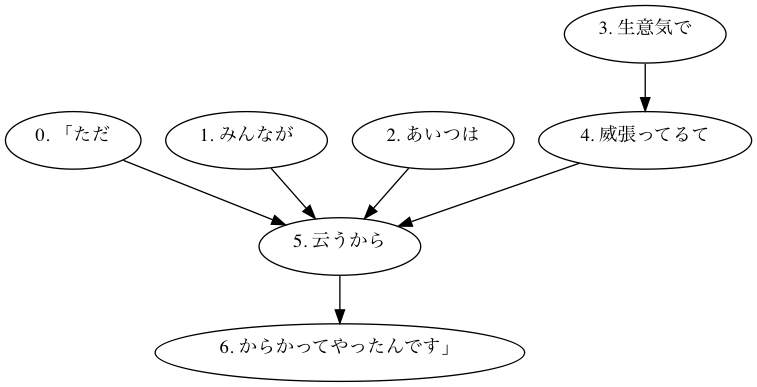 3. 生意気で
0. 「ただ
1. みんなが
2. あいつは
4. 威張ってるて
5. 云うから
6. からかってやったんです」